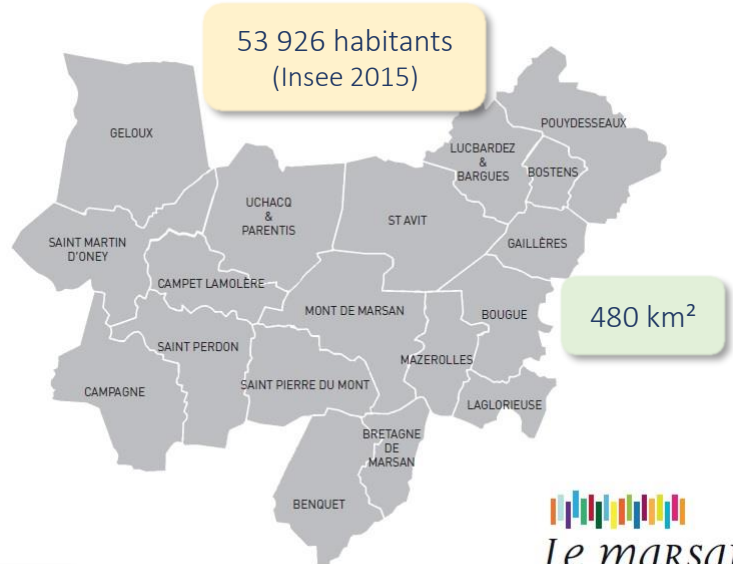 53 926 habitants
(Insee 2015)
GELOUX
POUYDESSEAUX
LUCBARDEZ
&
BARGUES
BOSTENS
UCHACQ
&
PARENTIS
ST AVIT
SAINT MARTIN
D'ONEY
GAILLÈRES
CAMPET LAMOLÈRE
MONT DE MARSAN
BOUGUE
480 km²
SAINT PERDON
MAZEROLLES
CAMPAGNE
SAINT PIERRE DU MONT
LAGLORIEUSE
BRETAGNE
DE
MARSAN
BENQUET
Le marsan